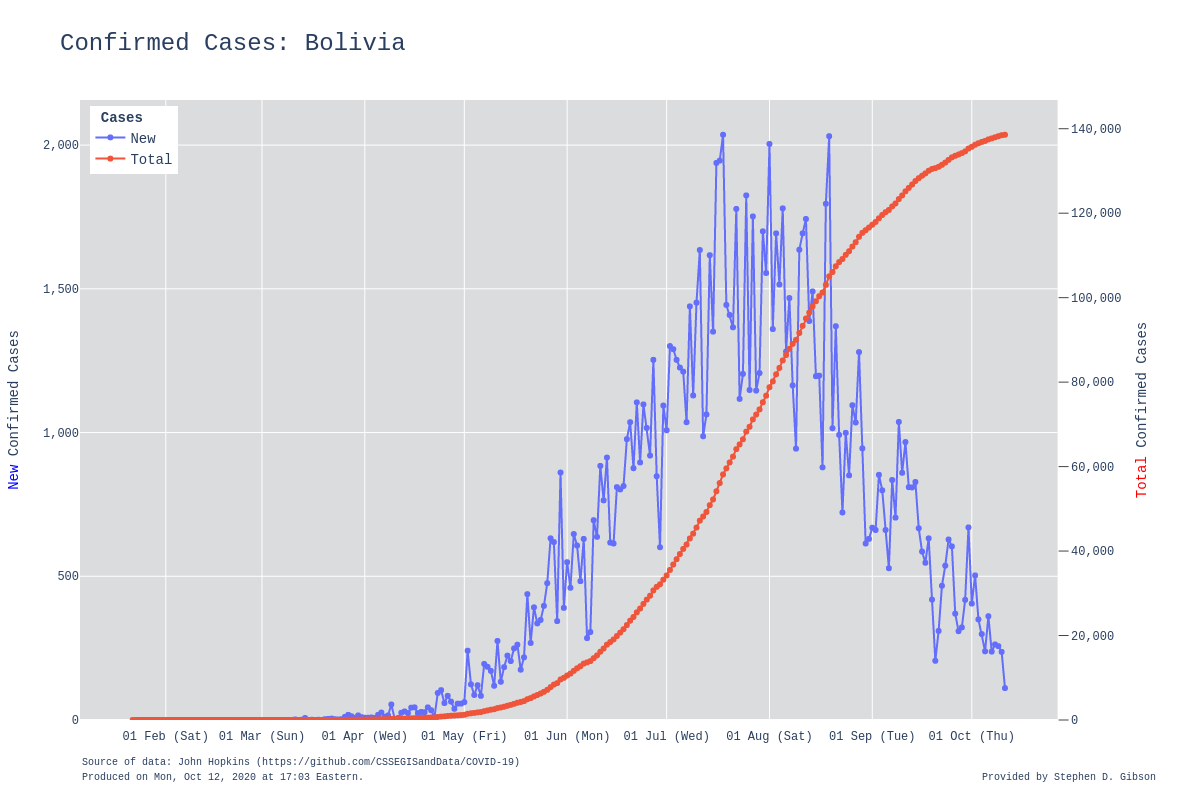 Confirmed Cases: Bolivia
Cases
New
Total
2,000
1,500
1,000
500
0
140,000
120,000
100,000
80,000
60,000
40,000
20,000
0
New Confirmed Cases
Total Confirmed Cases
01 Feb (Sat) 01 Mar (Sun) 01 Apr (Wed) 01 May (Fri) 01 Jun (Mon) 01 Jul (Wed) 01 Aug (Sat) 01 Sep (Tue) 01 Oct (Thu)
Source of data: John Hopkins (https://github.com/CSSEGISandData/COVID-19)
Produced on Mon, Oct 12, 2020 at 17:03 Eastern.
Provided by Stephen D. Gibson